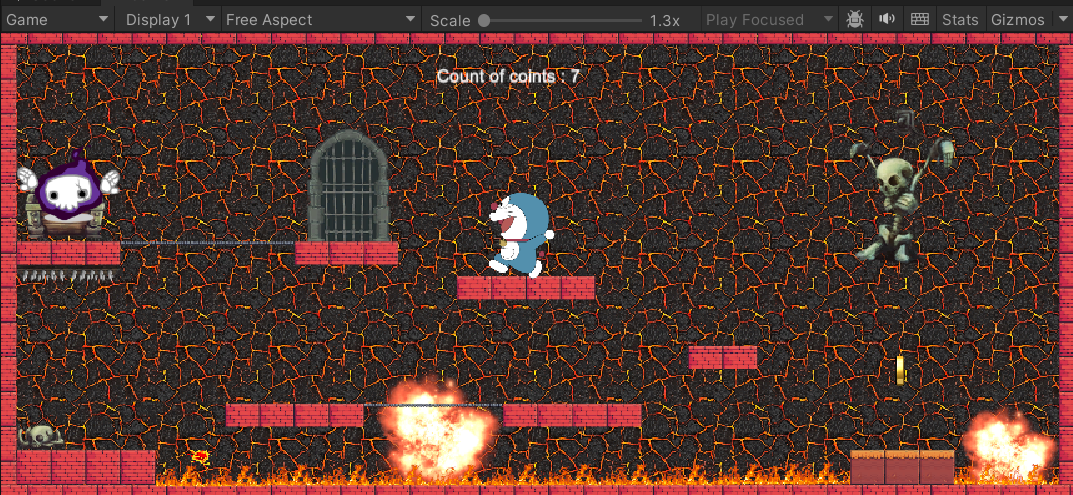 Game Display 1 Free Aspect Scale 1.3x Play Focused Stats Gizmos
Count of coints : 7